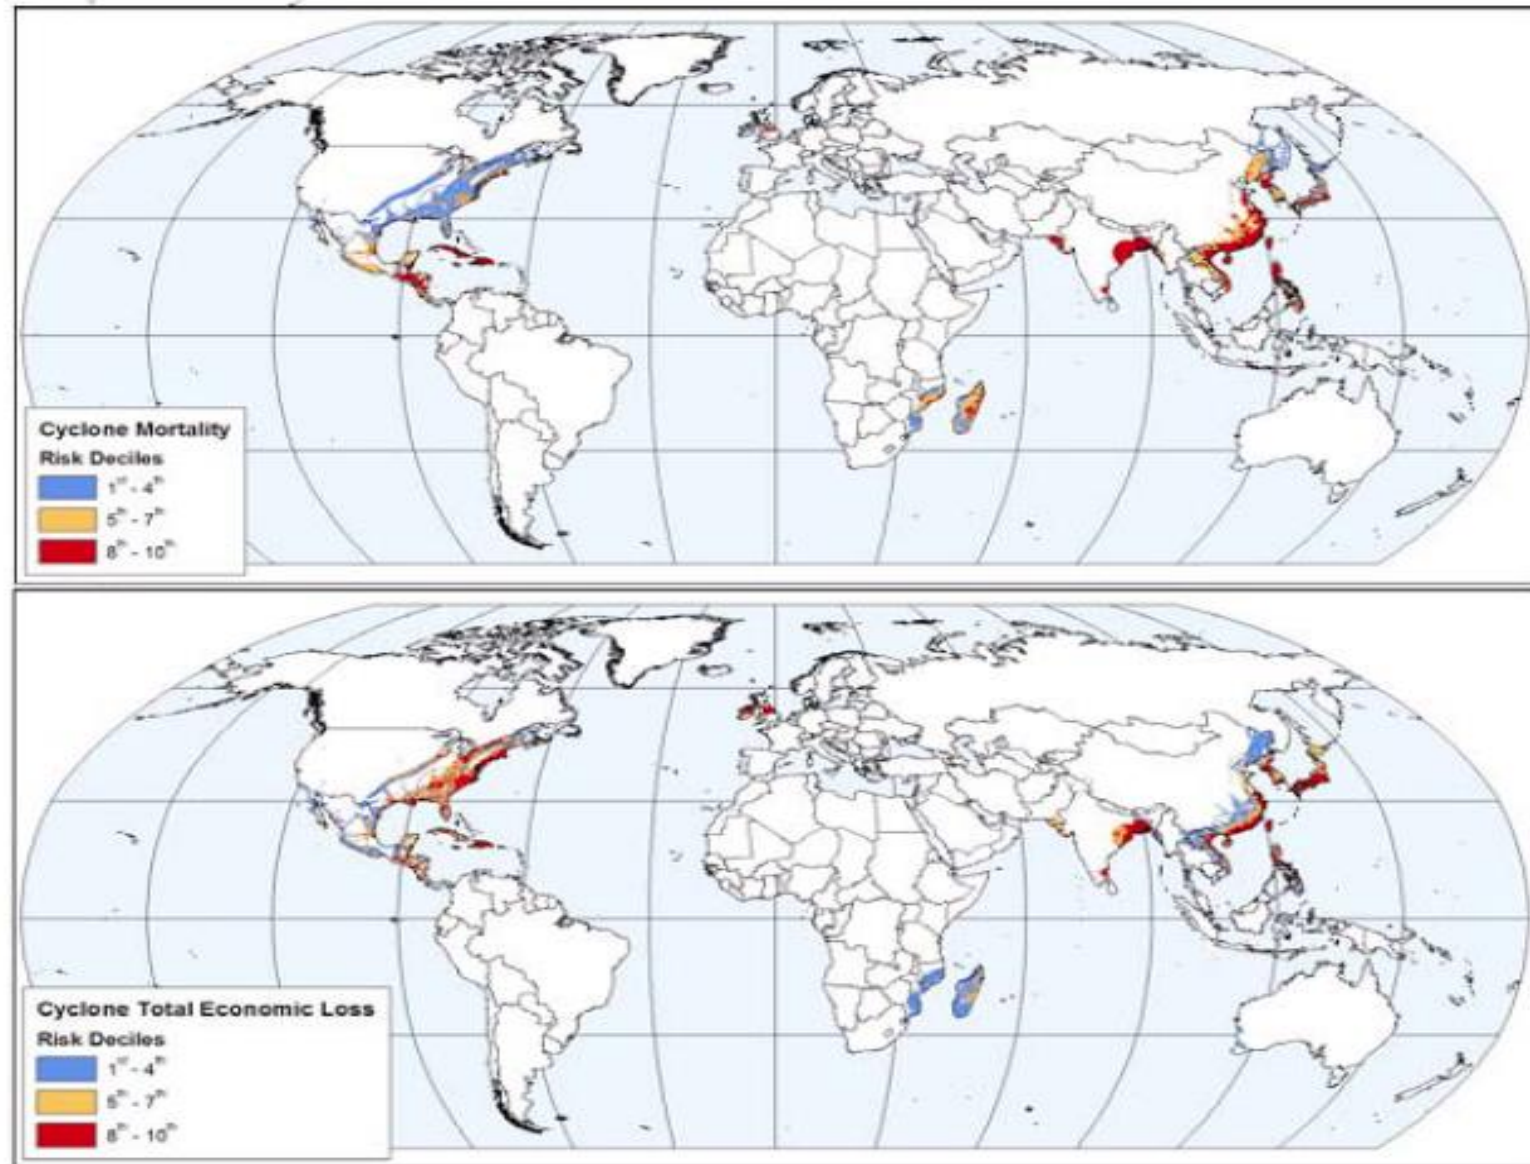 Cyclone Mortality
Risk Deciles
1st - 4th
5th - 7th
8th - 10th
Cyclone Total Economic Loss
Risk Deciles
1st - 4th
5th - 7th
8th - 10th